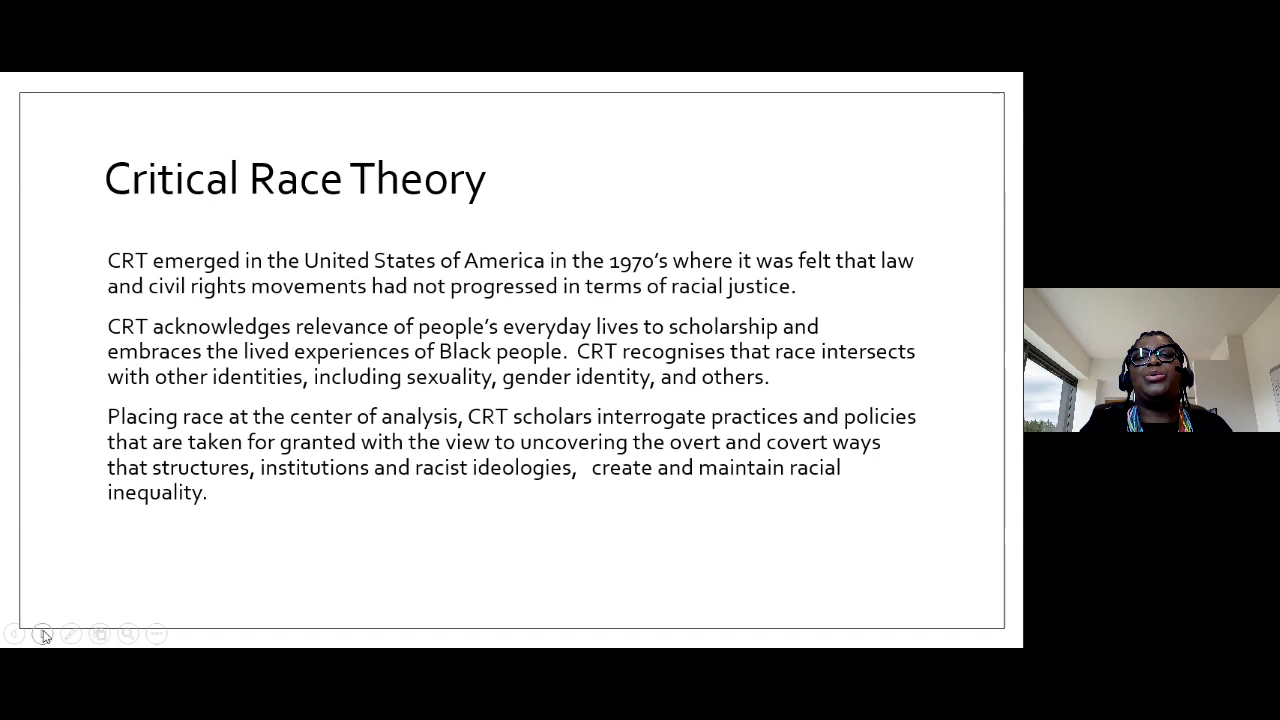 Critical Race Theory
CRT emerged in the United States of America in the 1970's where it was felt that law
and civil rights movements had not progressed in terms of racial justice.
CRT acknowledges relevance of people's everyday lives to scholarship and
embraces the lived experiences of Black people.  CRT recognises that race intersects
with other identities, including sexuality, gender identity, and others.
Placing race at the center of analysis, CRT scholars interrogate practices and policies
that are taken for granted with the view to uncovering the overt and covert ways
that structures, institutions and racist ideologies,   create and maintain racial
inequality.